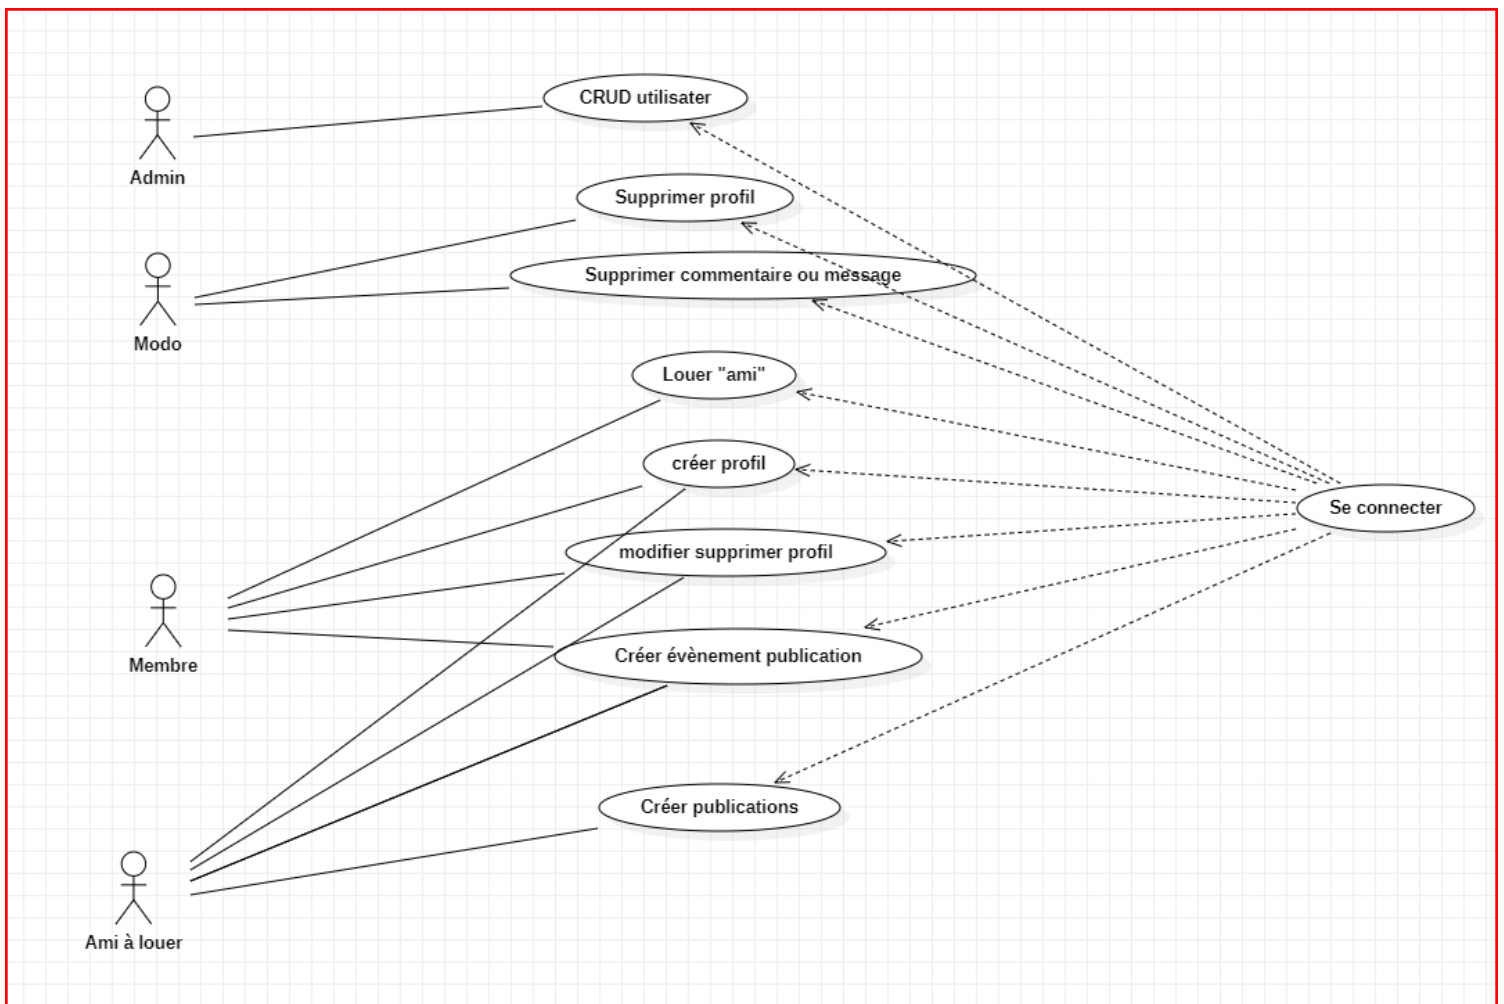 CRUD utilisater
Admin
Supprimer profil
Supprimer commentaire ou message
Modo
Louer "ami"
créer profil
Se connecter
modifier supprimer profil
Membre
Créer évènement publication
Créer publications
Ami à louer